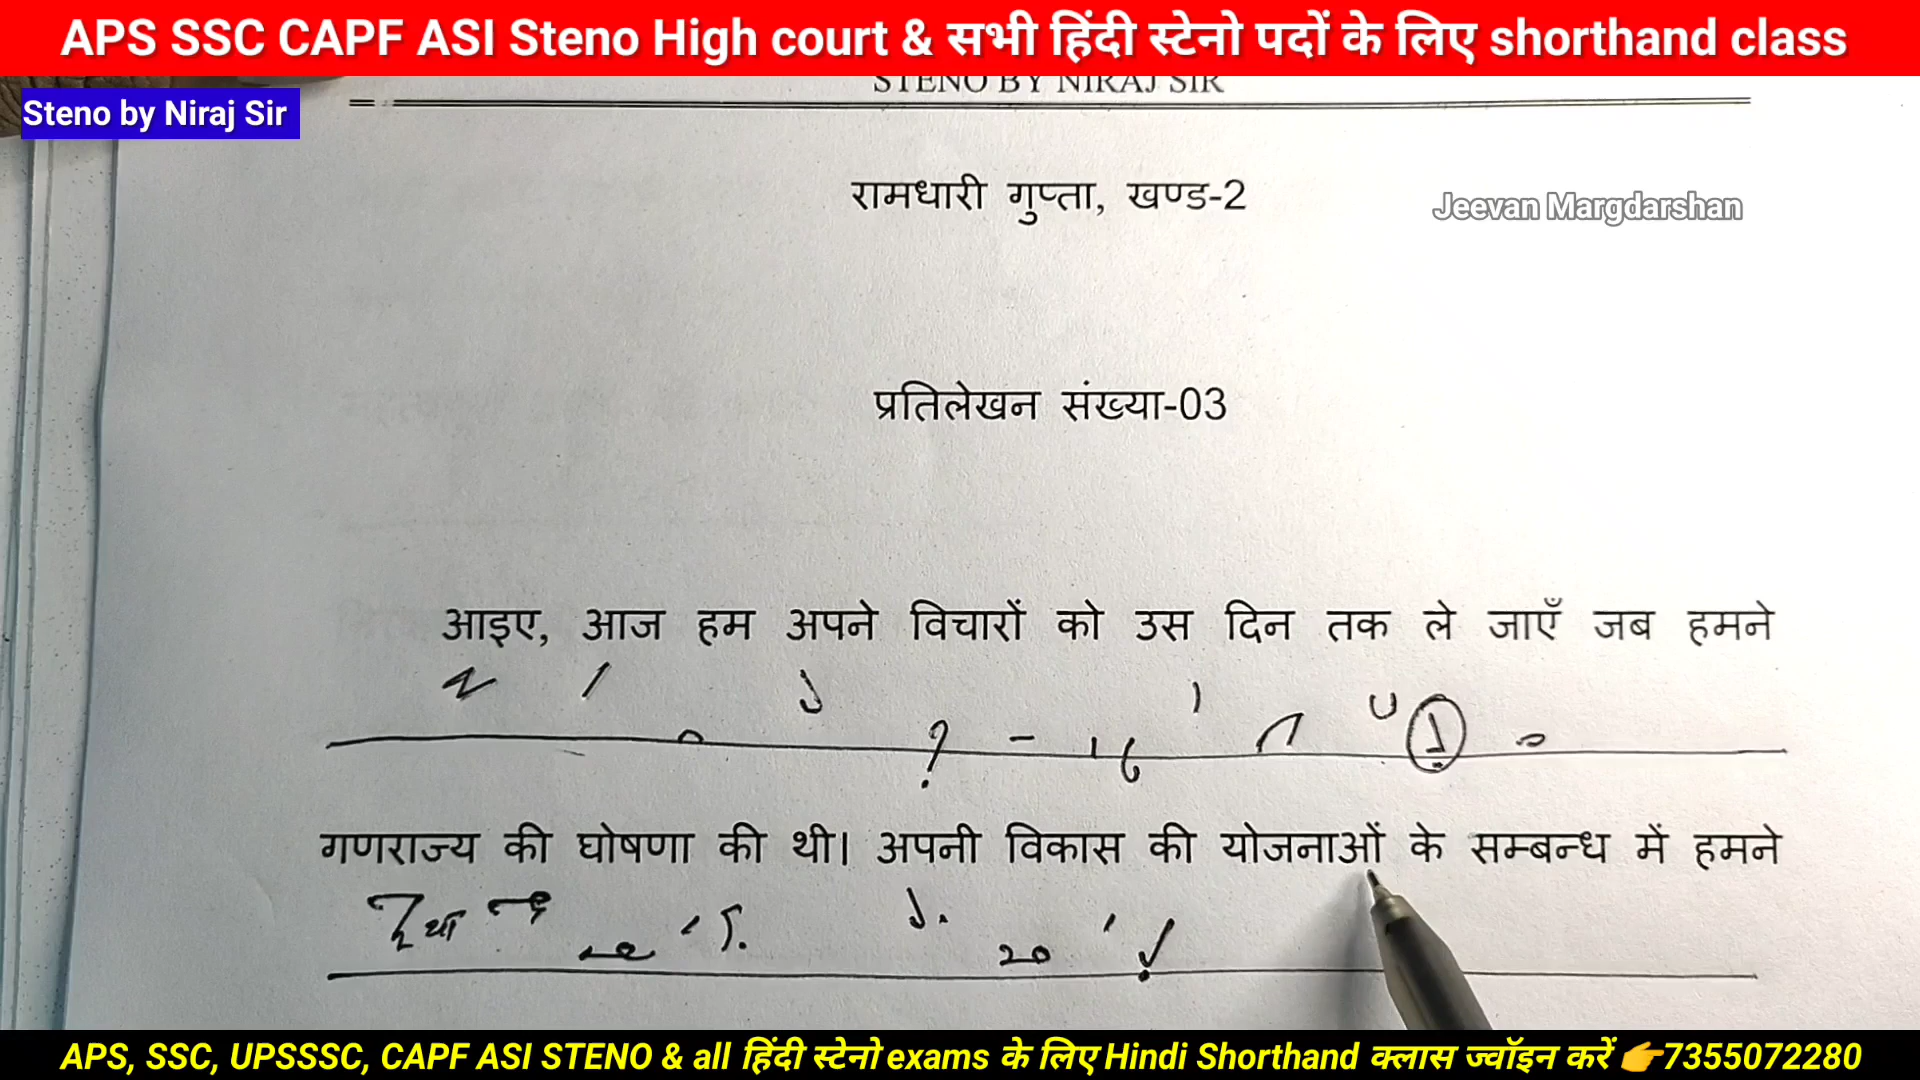 APS SSC CAPF ASI Steno High court & सभी हिंदी स्टेनो पदों के लिए shorthand class
STENO BY NIRAJ SIR
Steno by Niraj Sir
रामधारी गुप्ता, खण्ड-2
Jeevan Margdarshan
प्रतिलेखन संख्या-03
आइए, आज हम अपने विचारों को उस दिन तक ले जाएँ जब हमने
गणराज्य की घोषणा की थी। अपनी विकास की योजनाओं के सम्बन्ध में हमने
APS, SSC, UPSSSC, CAPF ASI STENO & all हिंदी स्टेनो exams के लिए Hindi Shorthand क्लास ज्वॉइन करें 👉7355072280